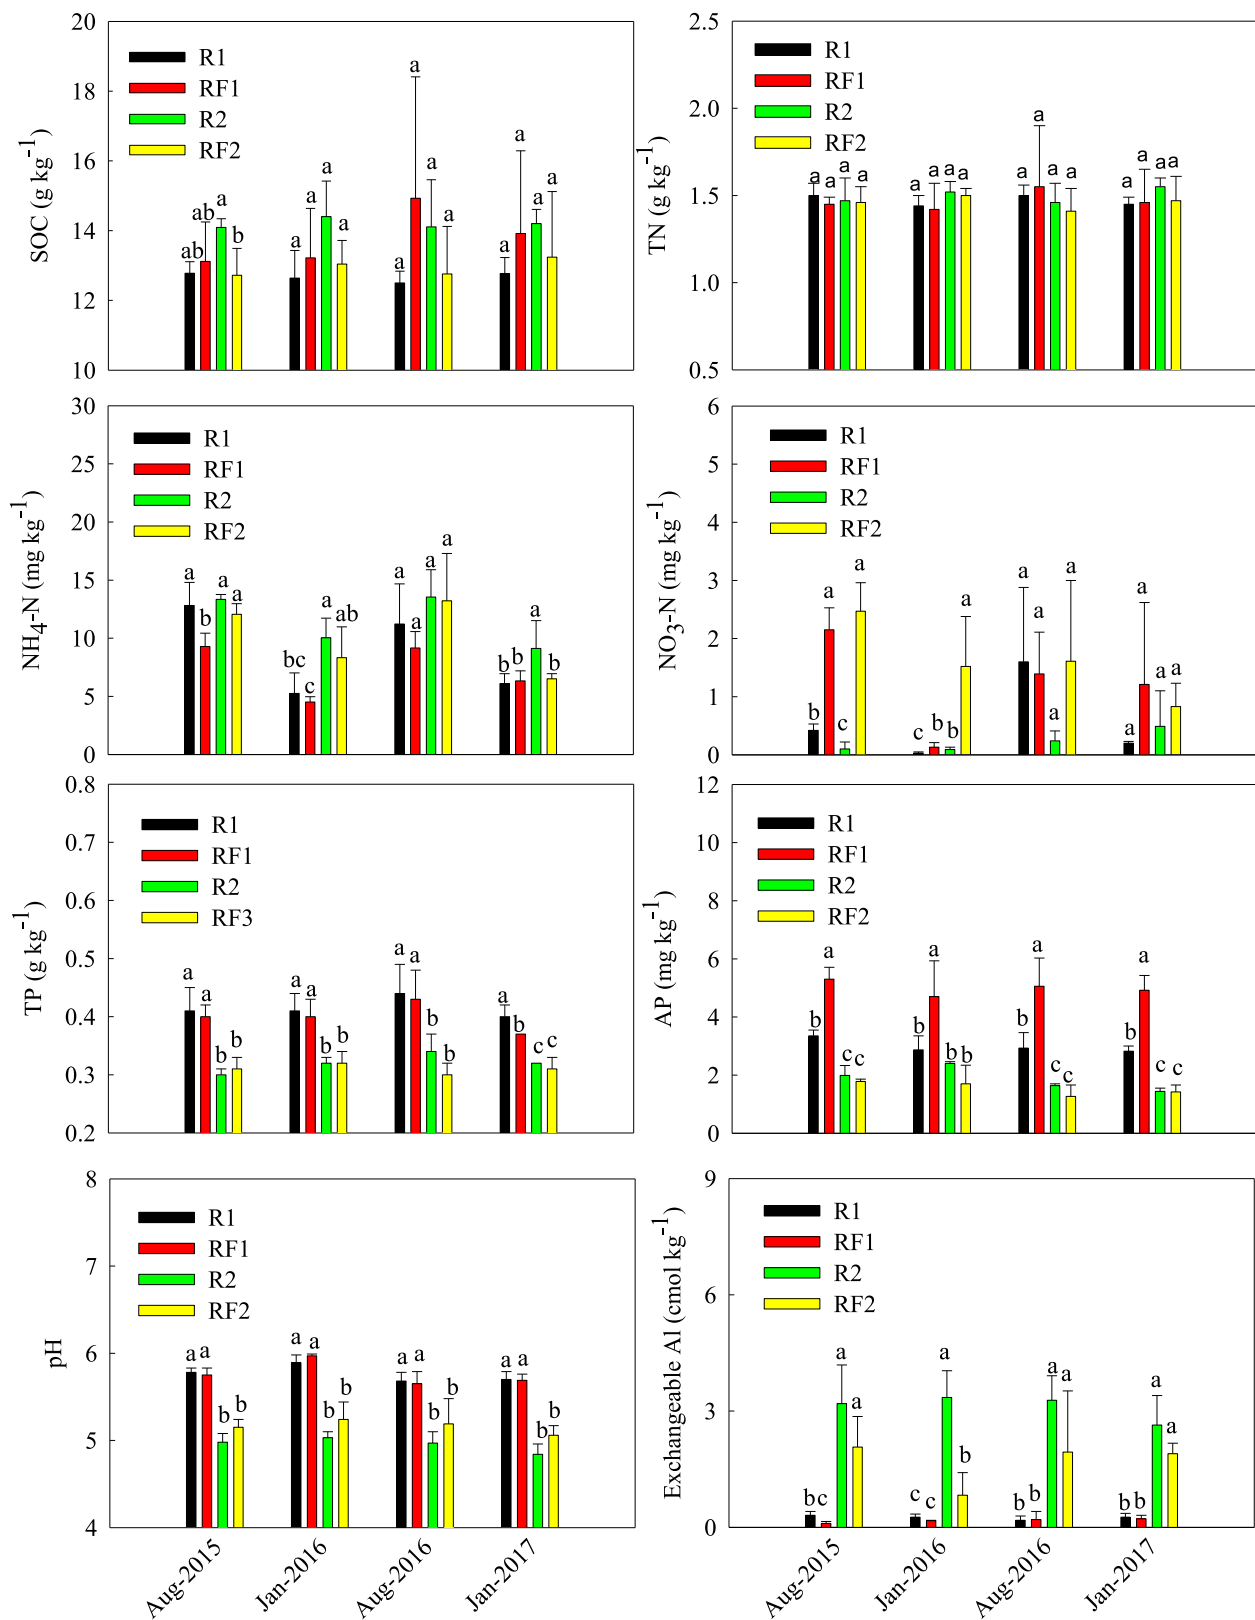 SOC (g kg-1)
20
18
16
14
12
10
R1
RF1
R2
RF2
ab ab a b
a a a a
a a a a
a a a a
TN (g kg-1)
2.5
2.0
1.5
1.0
0.5
R1
RF1
R2
RF2
a a a a
a a a a
a a a a
a a a a
NH4-N (mg kg-1)
30
25
20
15
10
5
0
R1
RF1
R2
RF2
a b a a
bc c a ab
a a a a
b b a b
NO3-N (mg kg-1)
6
5
4
3
2
1
0
R1
RF1
R2
RF2
b a c a
c b b a
a a a a
a a a a
TP (g kg-1)
0.8
0.7
0.6
0.5
0.4
0.3
0.2
R1
RF1
R2
RF3
a a b b
a a b b
a a b b
a b c c
AP (mg kg-1)
12
10
8
6
4
2
0
R1
RF1
R2
RF2
b a c c
b a b b
b a c c
b a c c
pH
8
7
6
5
4
R1
RF1
R2
RF2
a a b b
a a b b
a a b b
a a b b
Aug-2015
Jan-2016
Aug-2016
Jan-2017
Exchangeable Al (cmol kg-1)
9
6
3
0
R1
RF1
R2
RF2
b c a a
c c a b
b b a a
b b a a
Aug-2015
Jan-2016
Aug-2016
Jan-2017